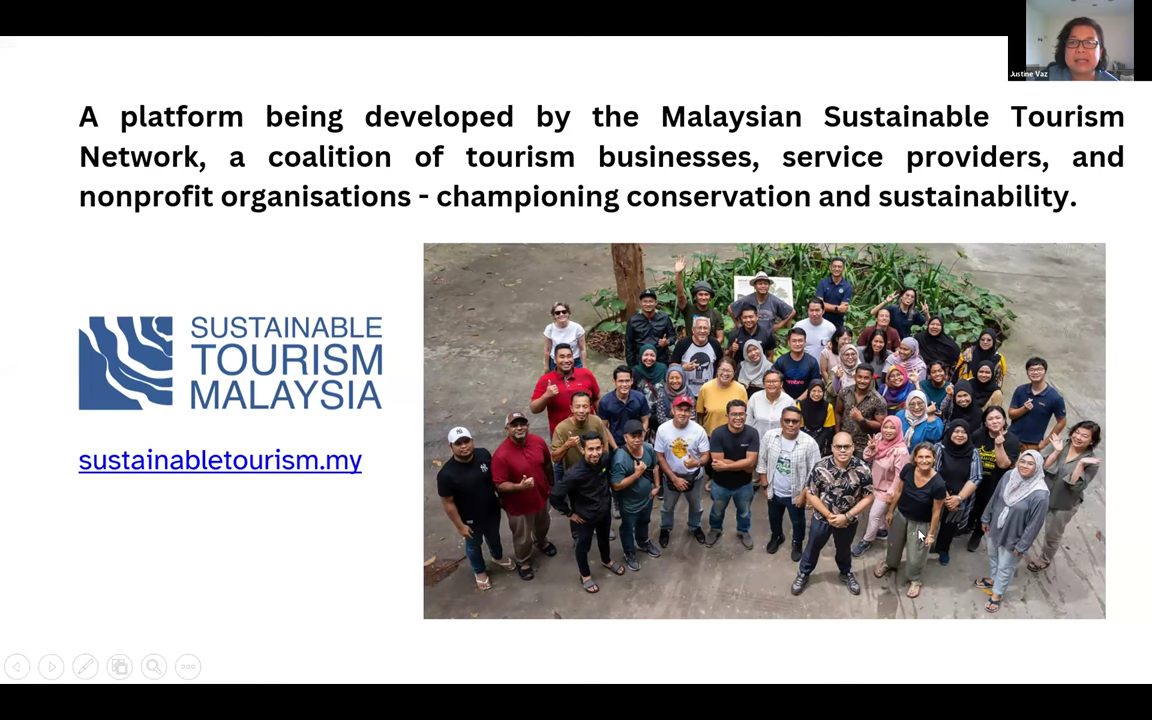 Justine Vaz
A platform being developed by the Malaysian Sustainable Tourism
Network, a coalition of tourism businesses, service providers, and
nonprofit organisations - championing conservation and sustainability.
SUSTAINABLE
TOURISM
MALAYSIA
sustainabletourism.my